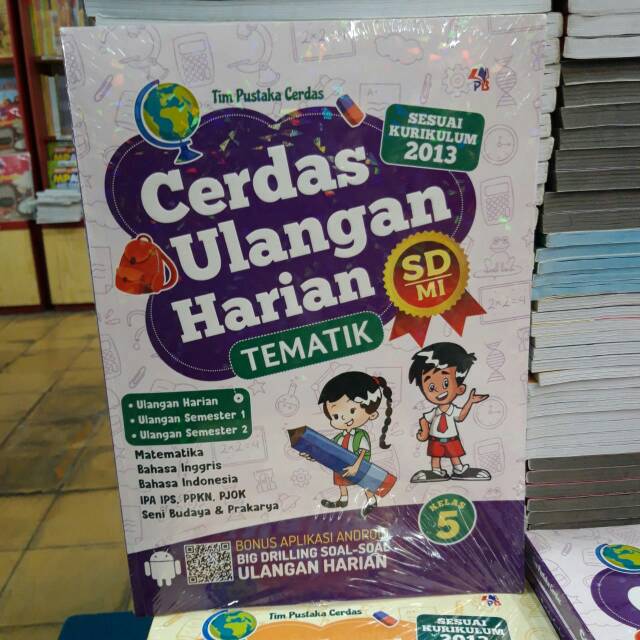 Tim Pustaka Cerdas
SESUAI
KURIKULUM
2013
Cerdas
Ulangan
Harian
TEMATIK
SD
MI
• Ulangan Harian
• Ulangan Semester 1
• Ulangan Semester 2
Matematika
Bahasa Inggris
Bahasa Indonesia
IPA IPS, PPKN, PJOK
Seni Budaya & Prakarya
KELAS
5
BONUS APLIKASI ANDROID
BIG DRILLING SOAL-SOAL
ULANGAN HARIAN
Tim Pustaka Cerdas
SESUAI
KURIKULUM
2013